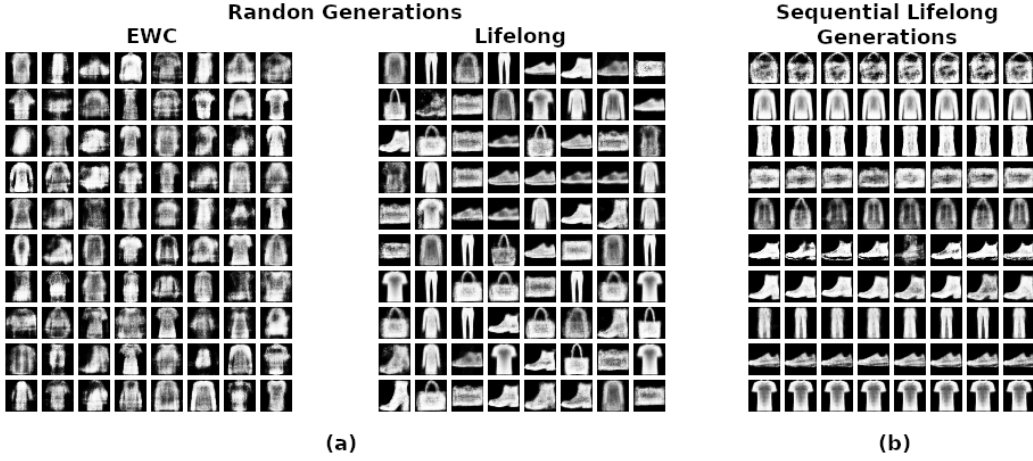 Randon Generations
EWC
Lifelong
Sequential Lifelong
Generations
(a)
(b)